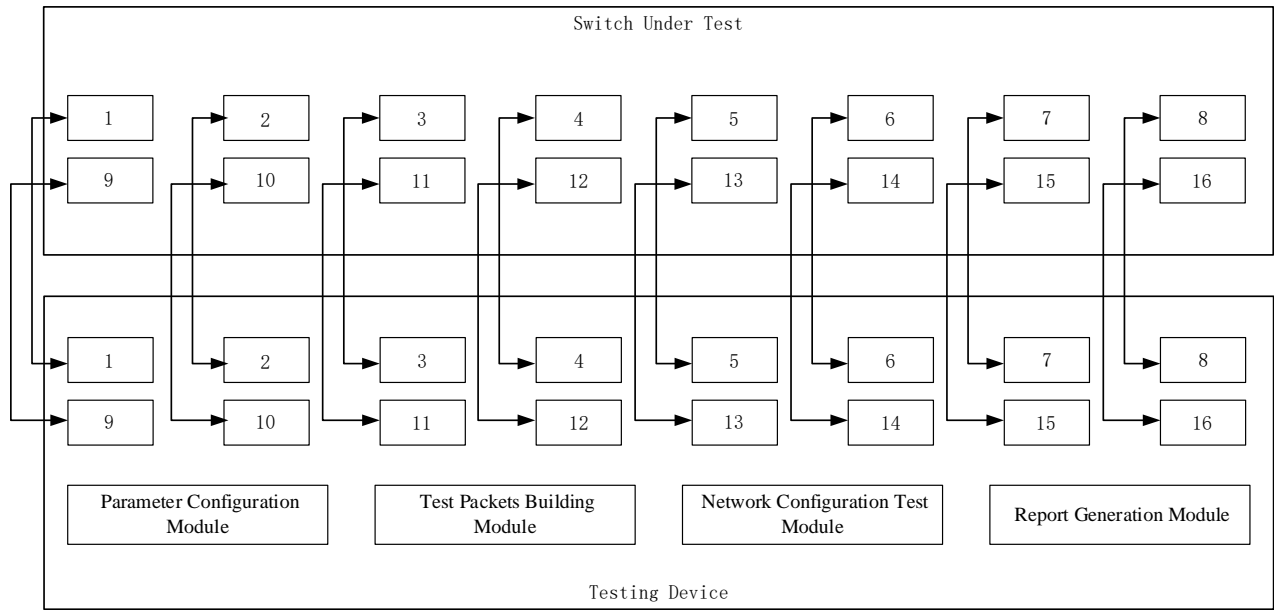 Switch Under Test
1 2 3 4 5 6 7 8
9 10 11 12 13 14 15 16
1 2 3 4 5 6 7 8
9 10 11 12 13 14 15 16
Parameter Configuration
Module
Test Packets Building
Module
Network Configuration Test
Module
Report Generation Module
Testing Device